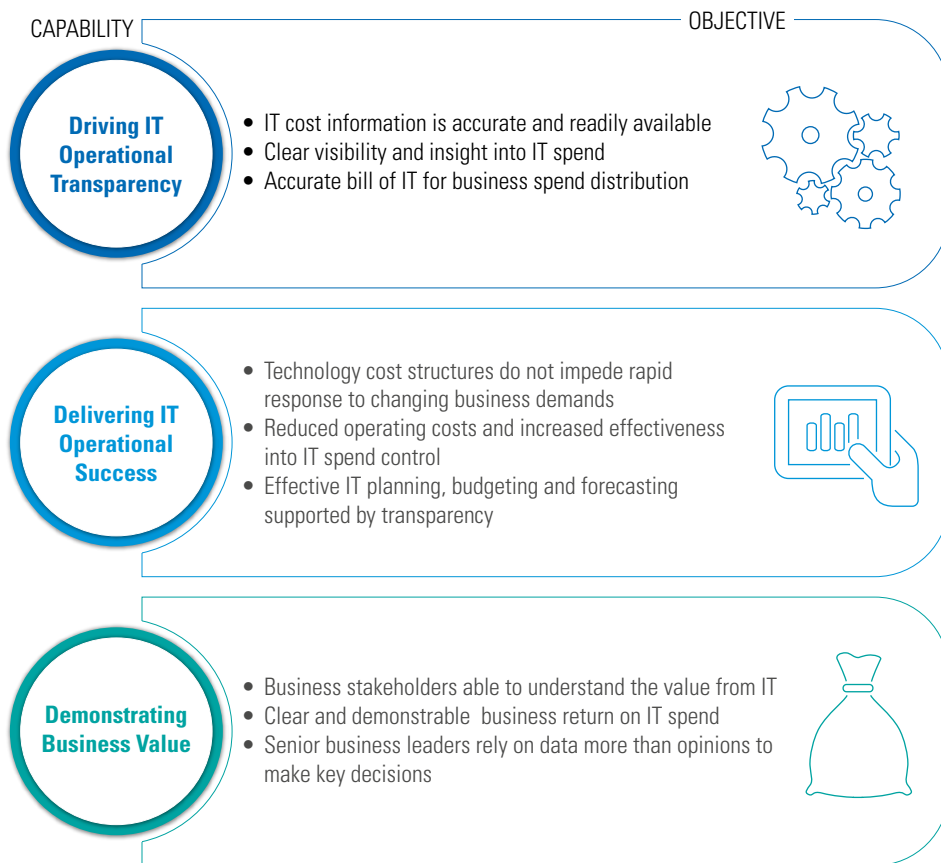 CAPABILITY
OBJECTIVE
Driving IT
Operational
Transparency
• IT cost information is accurate and readily available
• Clear visibility and insight into IT spend
• Accurate bill of IT for business spend distribution
Delivering IT
Operational
Success
• Technology cost structures do not impede rapid
response to changing business demands
• Reduced operating costs and increased effectiveness
into IT spend control
• Effective IT planning, budgeting and forecasting
supported by transparency
Demonstrating
Business Value
• Business stakeholders able to understand the value from IT
• Clear and demonstrable  business return on IT spend
• Senior business leaders rely on data more than opinions to
make key decisions